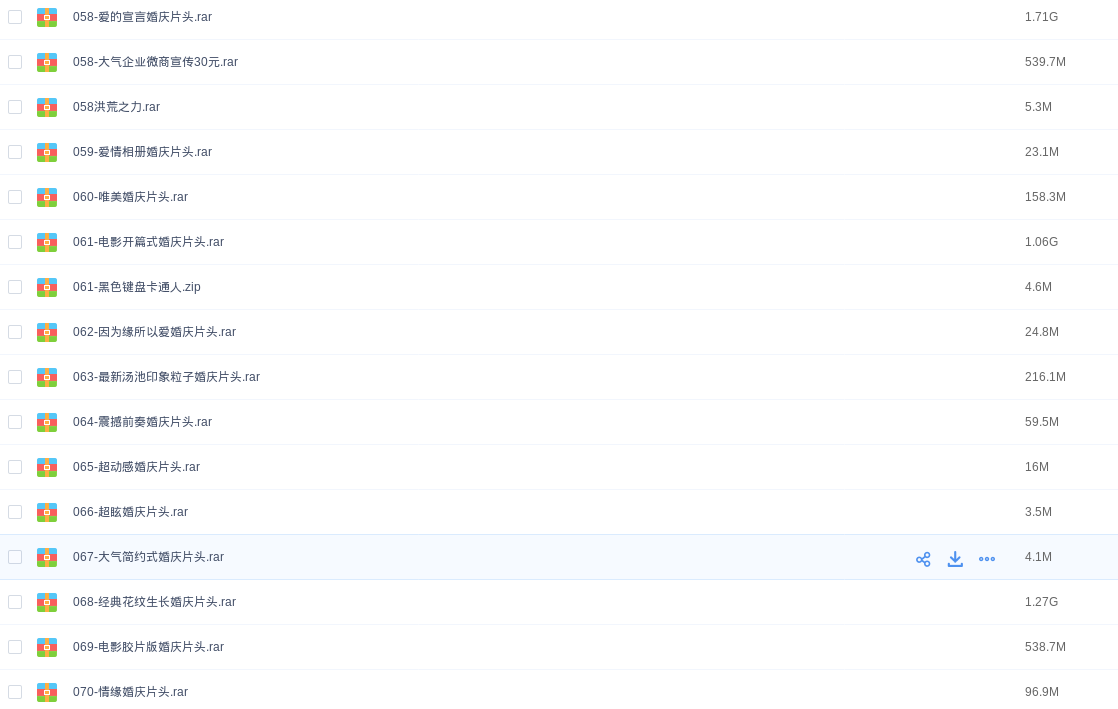 058-爱的宣言婚庆片头.rar 1.71G
058-大气企业微商宣传30元.rar 539.7M
058洪荒之力.rar 5.3M
059-爱情相册婚庆片头.rar 23.1M
060-唯美婚庆片头.rar 158.3M
061-电影开篇式婚庆片头.rar 1.06G
061-黑色键盘卡通人.zip 4.6M
062-因为缘所以爱婚庆片头.rar 24.8M
063-最新汤池印象粒子婚庆片头.rar 216.1M
064-震撼前奏婚庆片头.rar 59.5M
065-超动感婚庆片头.rar 16M
066-超眩婚庆片头.rar 3.5M
067-大气简约式婚庆片头.rar 4.1M
068-经典花纹生长婚庆片头.rar 1.27G
069-电影胶片版婚庆片头.rar 538.7M
070-情缘婚庆片头.rar 96.9M